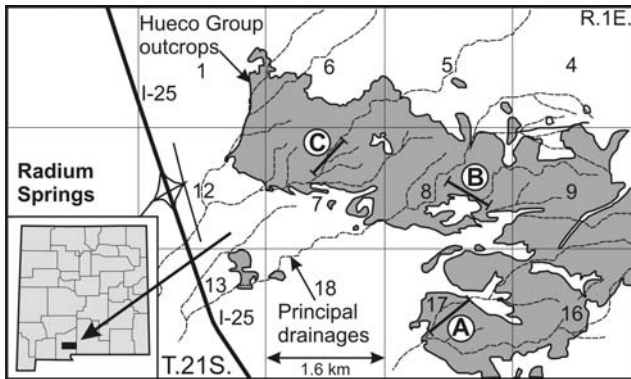 R.1E.
Hueco Group
outcrops
1
6
5
4
I-25
C
B
Radium
Springs
12
7
8
9
13
18
17
16
A
I-25
Principal
drainages
T.21S.
1.6 km